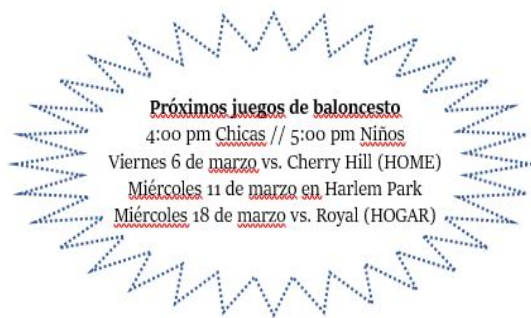 Próximos juegos de baloncesto
4:00 pm Chicas // 5:00 pm Niños
Viernes 6 de marzo vs. Cherry Hill (HOME)
Miércoles 11 de marzo en Harlem Park
Miércoles 18 de marzo vs. Royal (HOGAR)